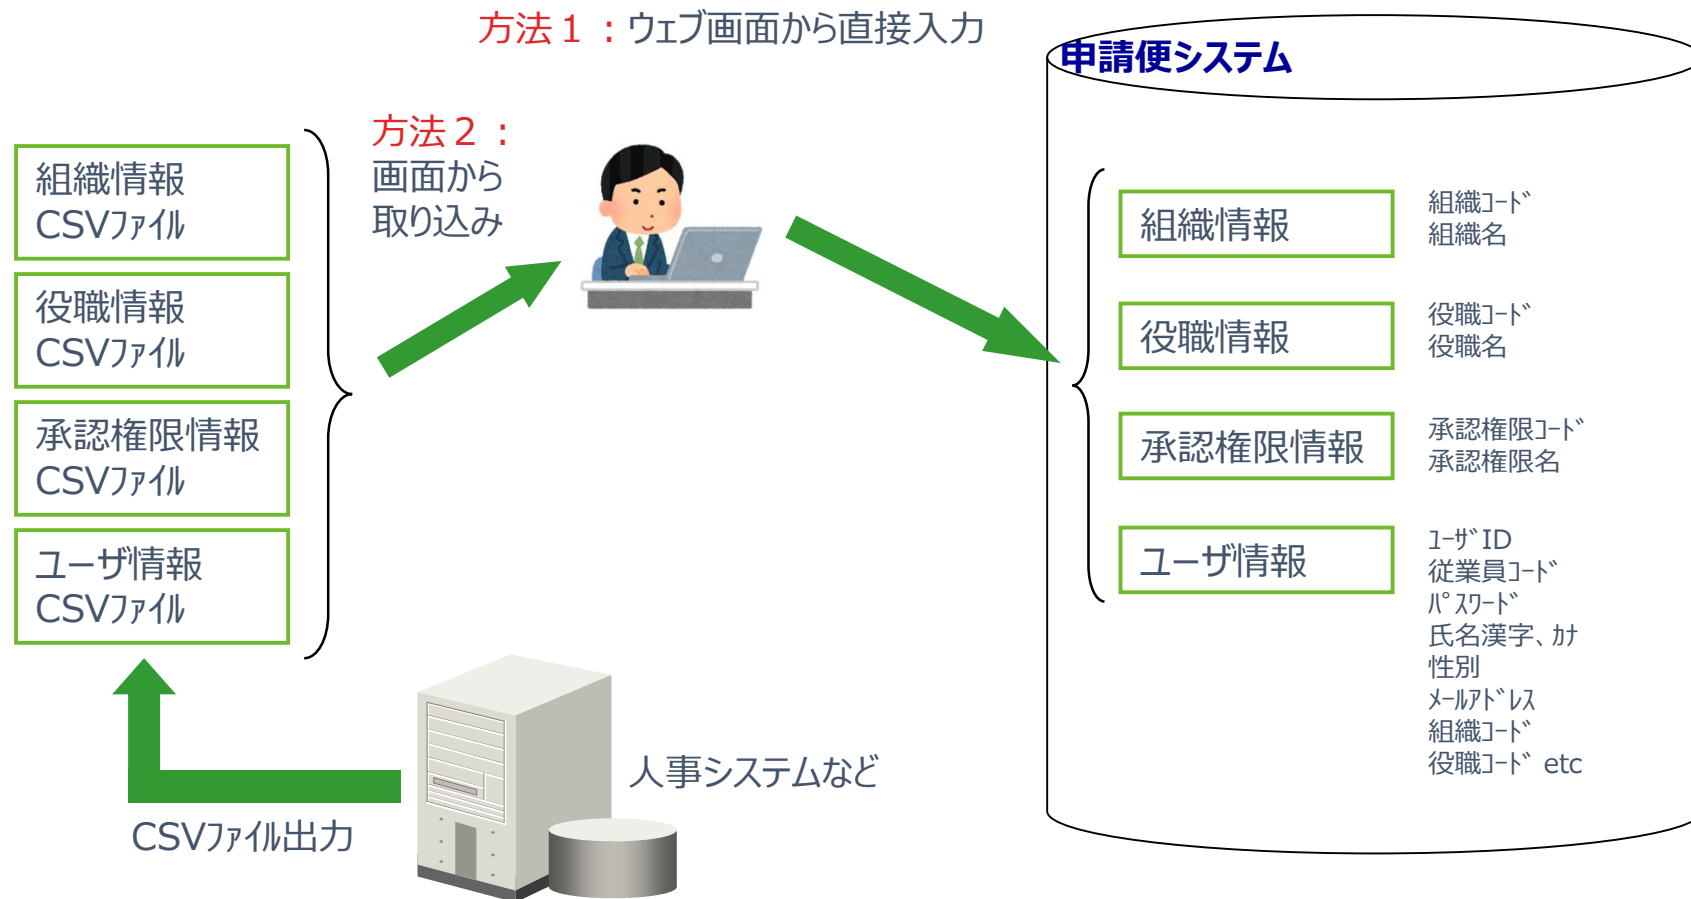 方法１：ウェブ画面から直接入力
申請便システム
方法２：
画面から
取り込み
組織情報
CSVﾌｧｲﾙ
役職情報
CSVﾌｧｲﾙ
承認権限情報
CSVﾌｧｲﾙ
ユーザ情報
CSVﾌｧｲﾙ
人事システムなど
CSVﾌｧｲﾙ出力
組織情報
組織ｺｰﾄﾞ
組織名
役職情報
役職ｺｰﾄﾞ
役職名
承認権限情報
承認権限ｺｰﾄﾞ
承認権限名
ユーザ情報
ﾕｰｻﾞID
従業員ｺｰﾄﾞ
ﾊﾟｽﾜｰﾄﾞ
氏名漢字、ｶﾅ
性別
ﾒｰﾙｱﾄﾞﾚｽ
組織ｺｰﾄﾞ
役職ｺｰﾄﾞ etc